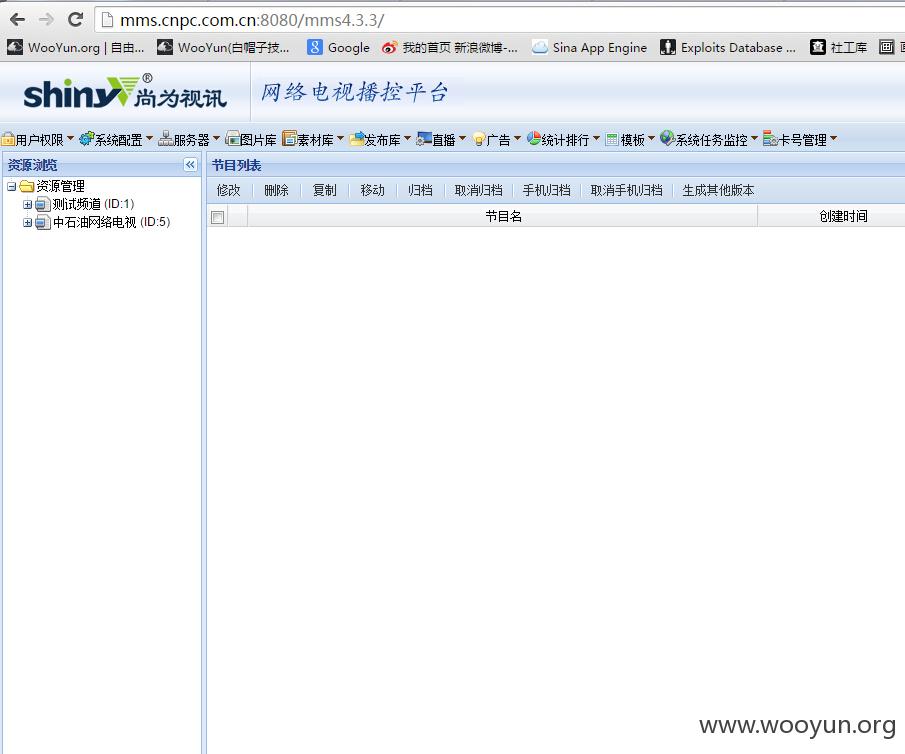 mms.cnpc.com.cn:8080/mms4.3.3/
WooYun.org | 自由... WooYun(白帽子技... Google 我的首页 新浪微博-... Sina App Engine Exploits Database ... 社工库
shiny® 尚为视讯 网络电视播控平台
用户权限 系统配置 服务器 图片库 素材库 发布库 直播 广告 统计排行 模板 系统任务监控 卡号管理
资源浏览 节目列表
资源管理 修改 删除 复制 移动 归档 取消归档 手机归档 取消手机归档 生成其他版本
测试频道 (ID:1) 节目名 创建时间
中石油网络电视 (ID:5)
www.wooyun.org